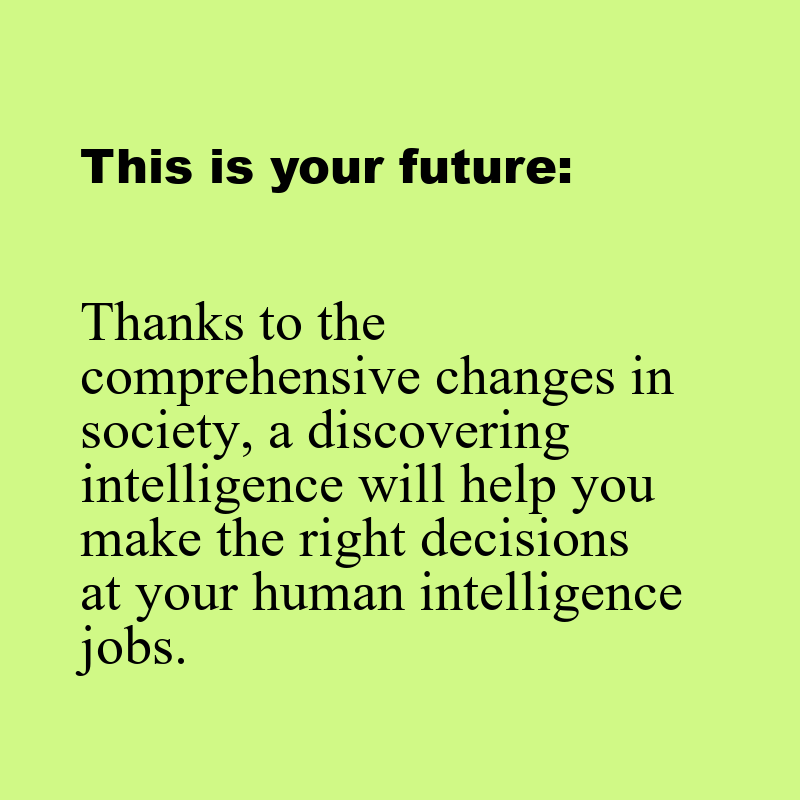 This is your future:
Thanks to the
comprehensive changes in
society, a discovering
intelligence will help you
make the right decisions
at your human intelligence
jobs.